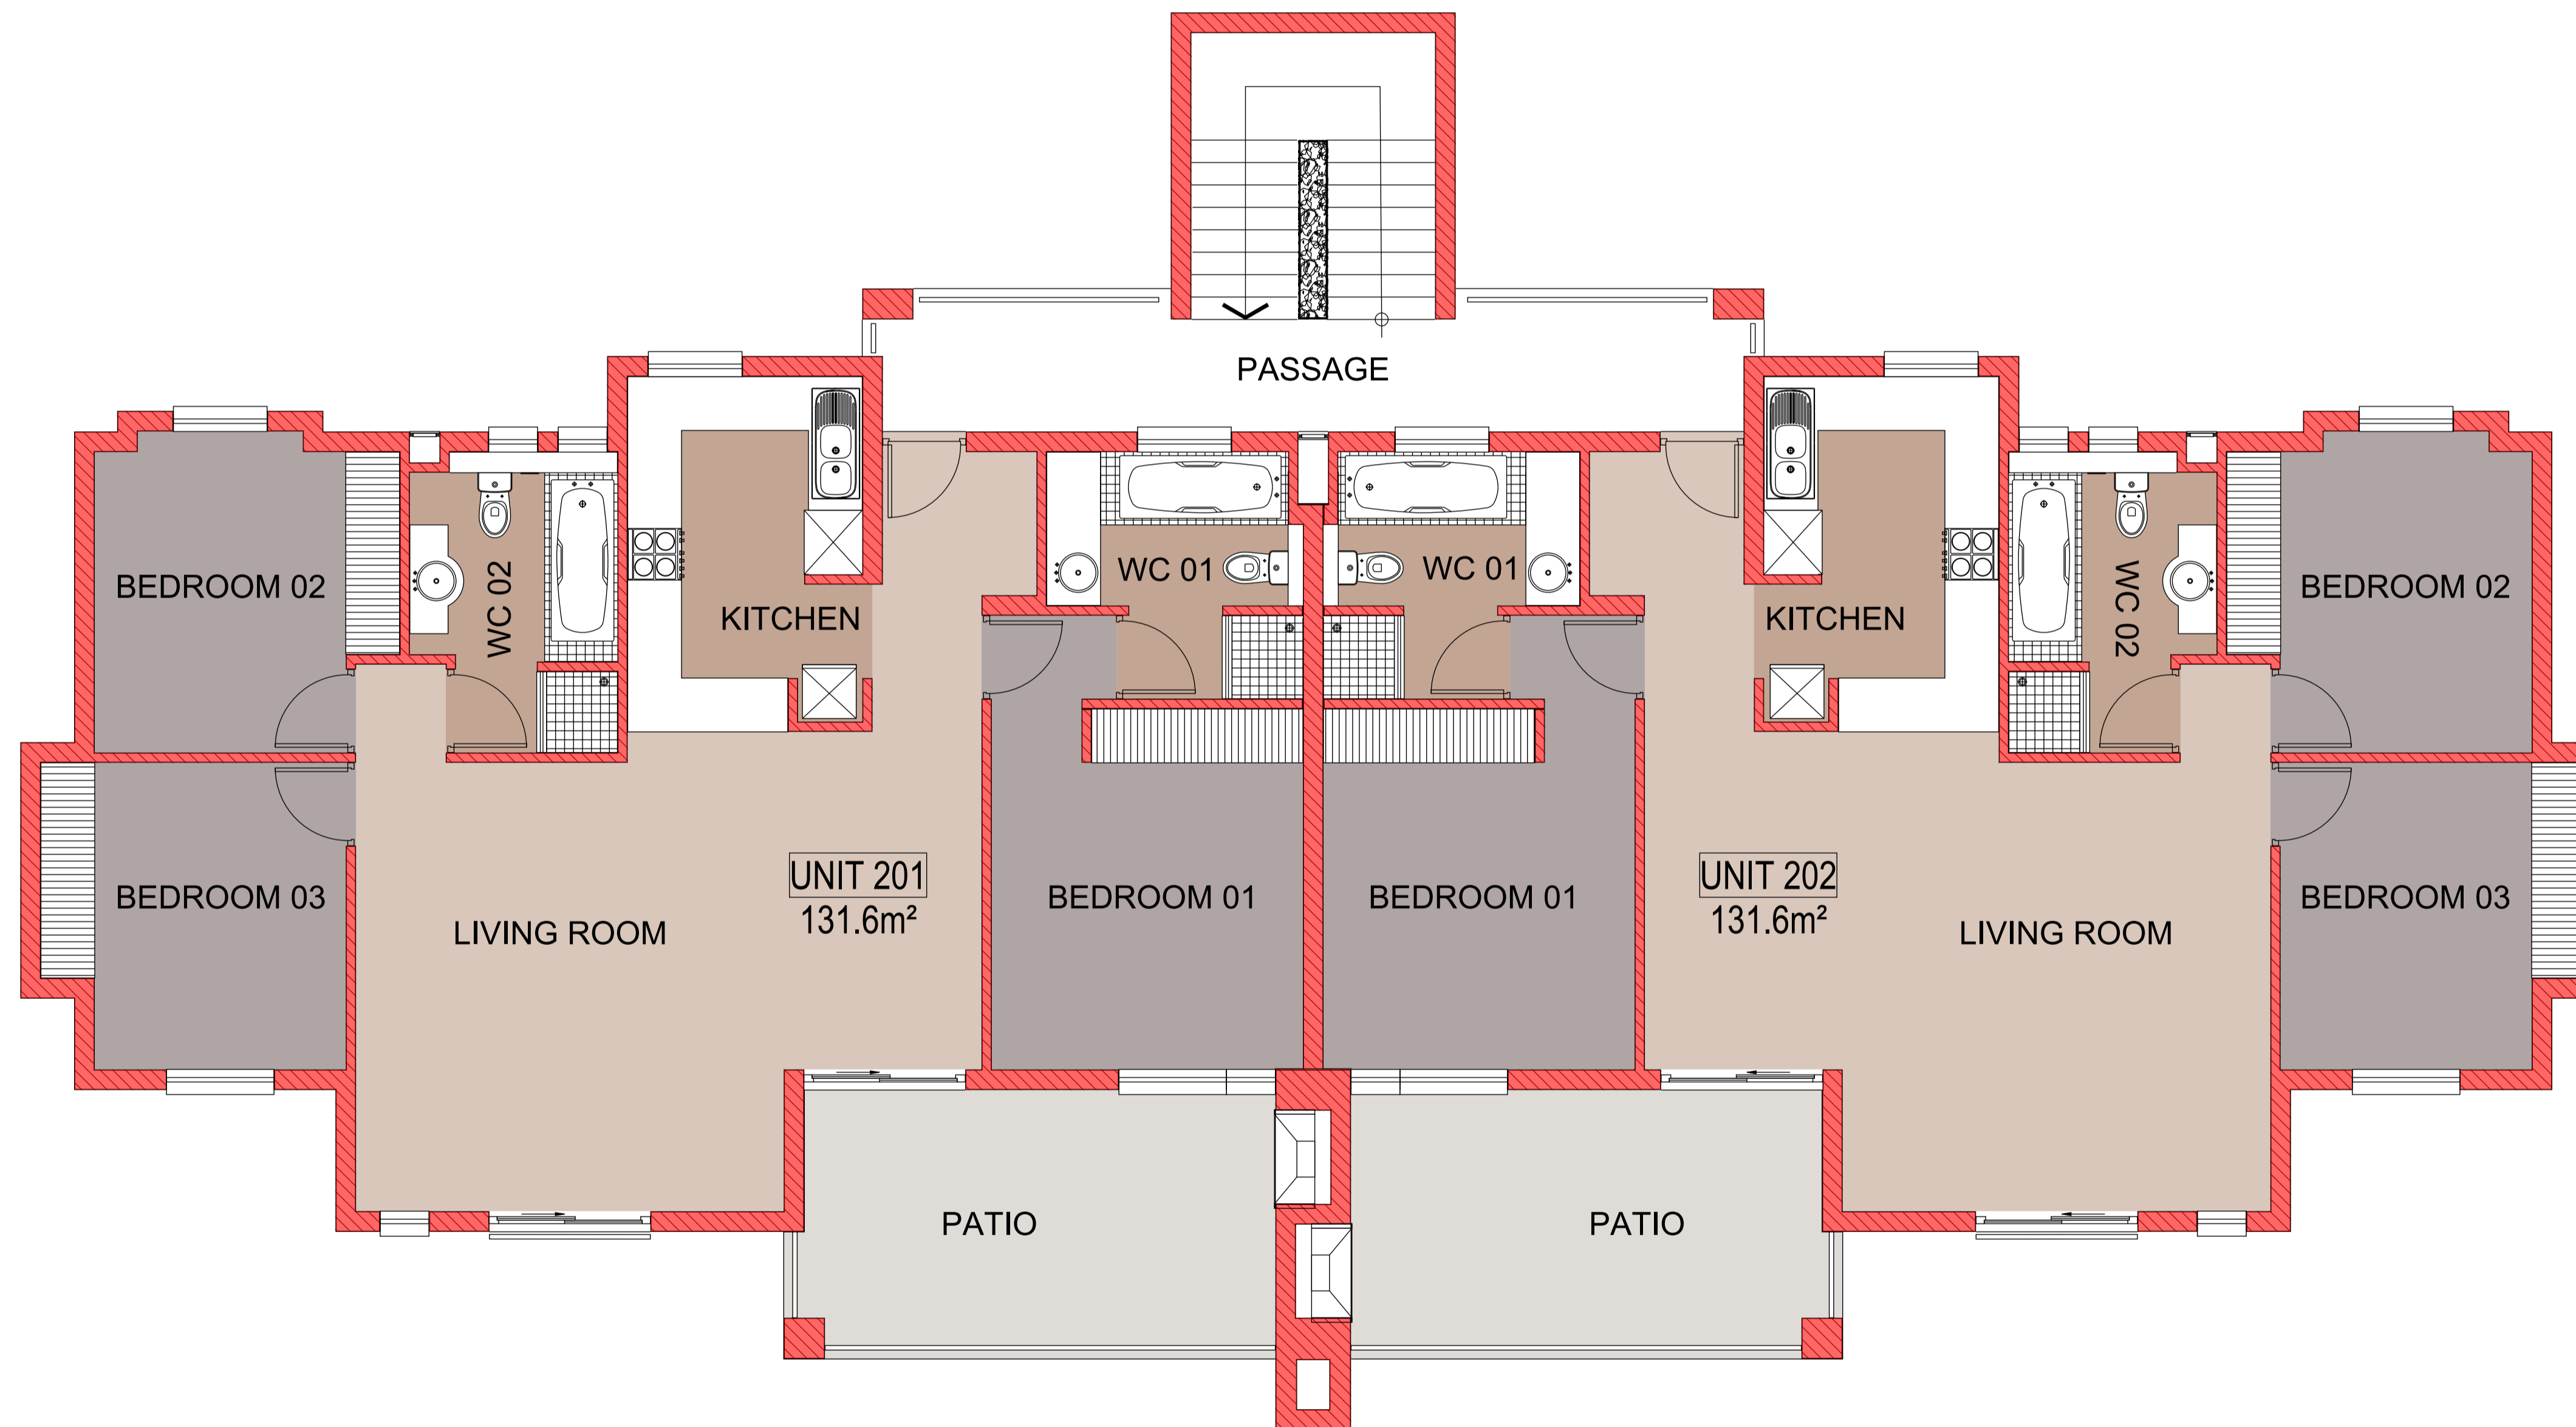 PASSAGE
BEDROOM 02
WC 02
KITCHEN
WC 01
WC 01
KITCHEN
WC 02
BEDROOM 02
BEDROOM 03
LIVING ROOM
UNIT 201
131.6m²
BEDROOM 01
BEDROOM 01
UNIT 202
131.6m²
LIVING ROOM
BEDROOM 03
PATIO
PATIO